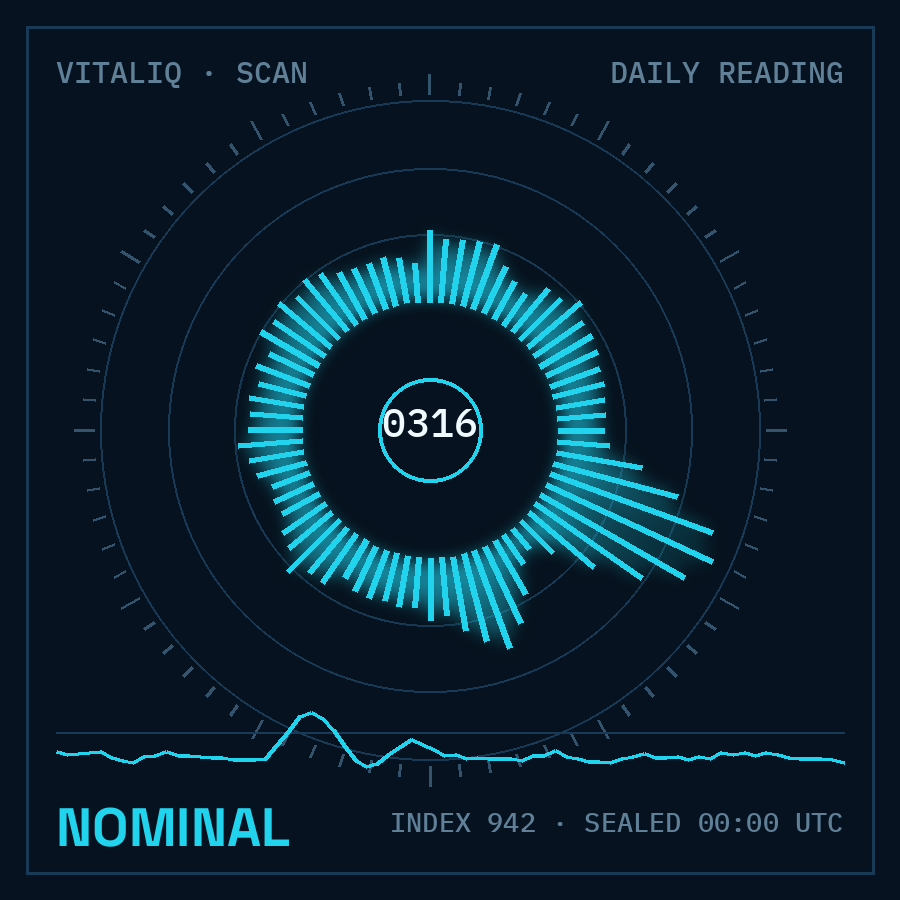 VITALIQ · SCAN
DAILY READING
0316
NOMINAL
INDEX 942 · SEALED 00:00 UTC